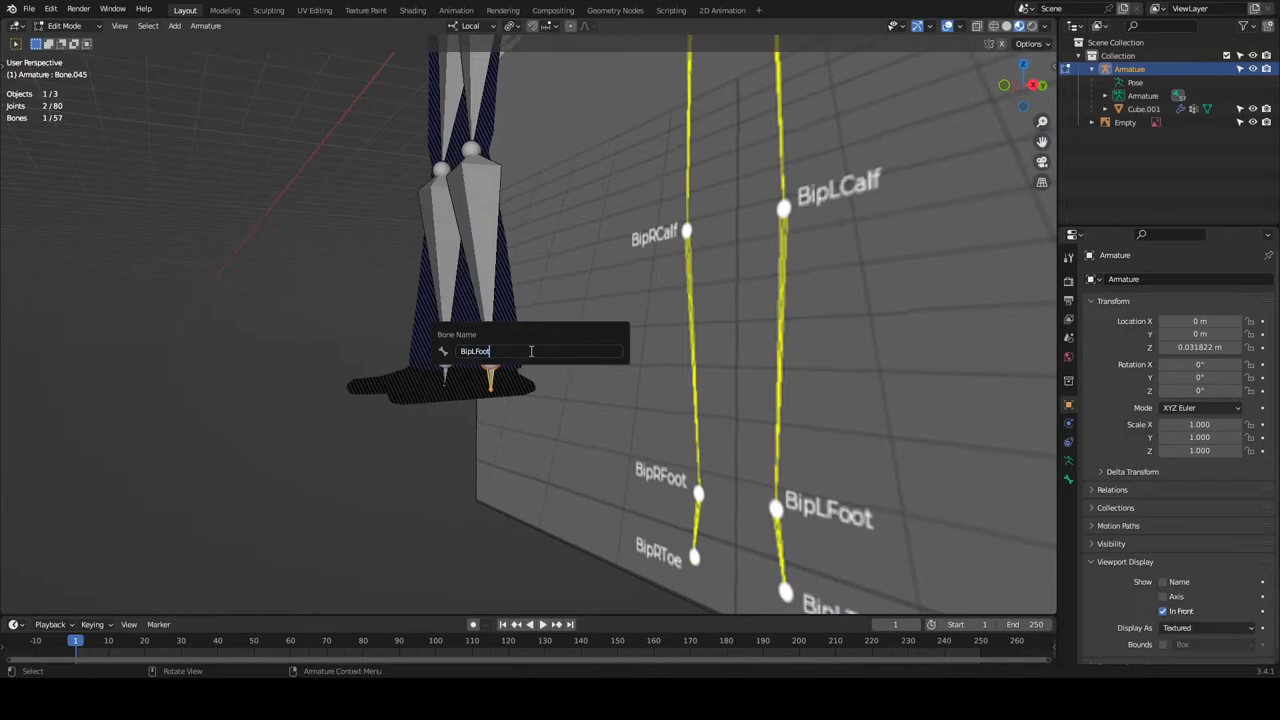 File Edit Render Window Help Layout Modeling Sculpting UV Editing Texture Paint Shading Animation Rendering Compositing Geometry Nodes Scripting Scene ViewLayer
Edit Mode View Select Add Armature Local
Options
User Perspective
(1) Armature : Bone.045
Objects 1/3
Joints 2/80
Bones 1/57
Z
X
Y
BipLCalf
BipRCalf
BipRFoot
BipLFoot
BipRToe
Bone Name
BipLFoot
Scene Collection
Collection
Armature
Pose
Armature 57
Cube.001
Empty
Armature
Armature
Transform
Location X 0 m
Y 0 m
Z 0.031822 m
Rotation X 0°
Y 0°
Z 0°
Mode XYZ Euler
Scale X 1.000
Y 1.000
Z 1.000
Delta Transform
Relations
Collections
Motion Paths
Visibility
Viewport Display
Show Name
Axis
In Front
Display As Textured
Bounds Box
Playback Keying View Marker 1 Start 1 End 250
-10 1 10 20 30 40 50 60 70 80 90 100 110 120 130 140 150 160 170 180 190 200 210 220 230 240 250 260
Select Rotate View Armature Context Menu 3.4.1